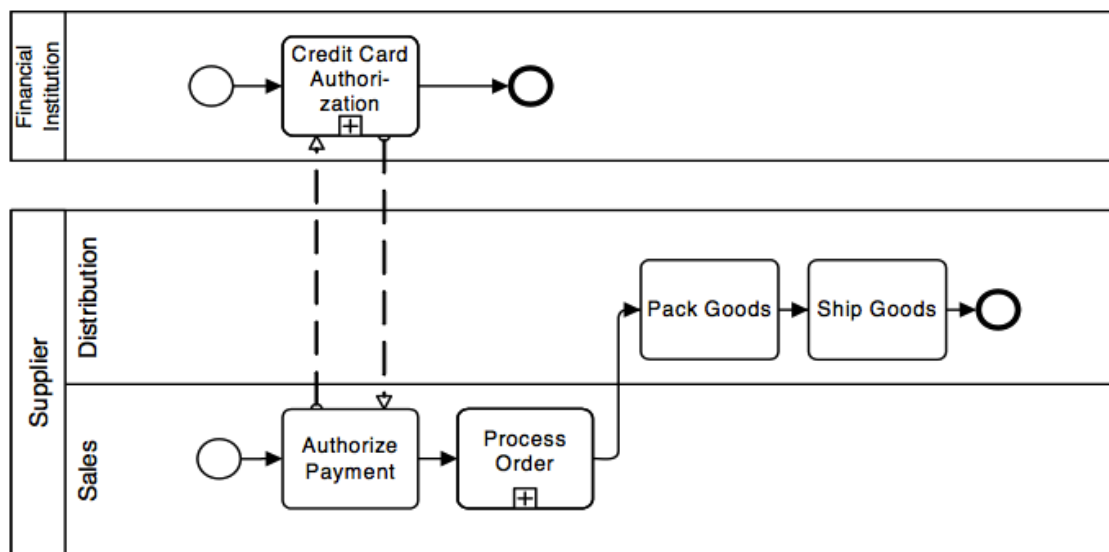 Financial
Institution
Credit Card
Authori-
zation
Supplier
Distribution
Pack Goods
Ship Goods
Sales
Authorize
Payment
Process
Order